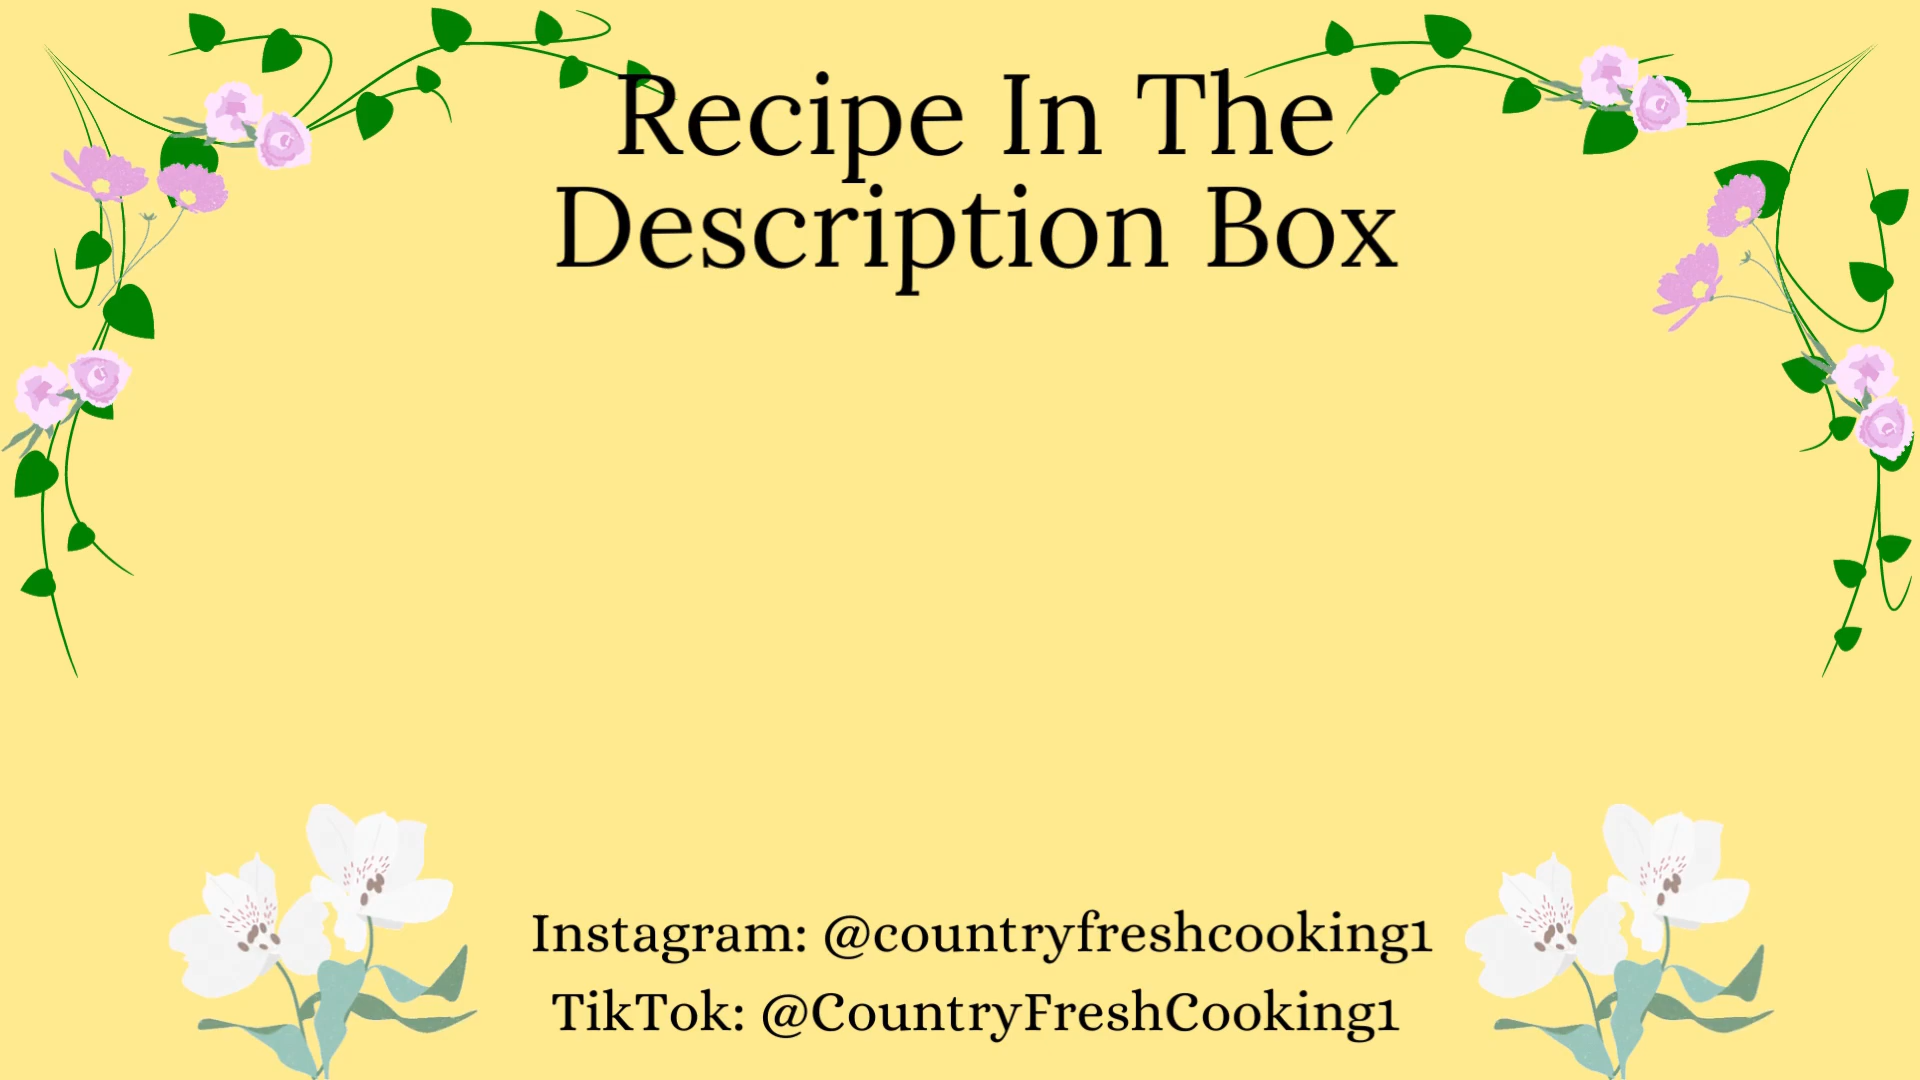 Recipe In The
Description Box
Instagram: @countryfreshcooking1
TikTok: @CountryFreshCooking1